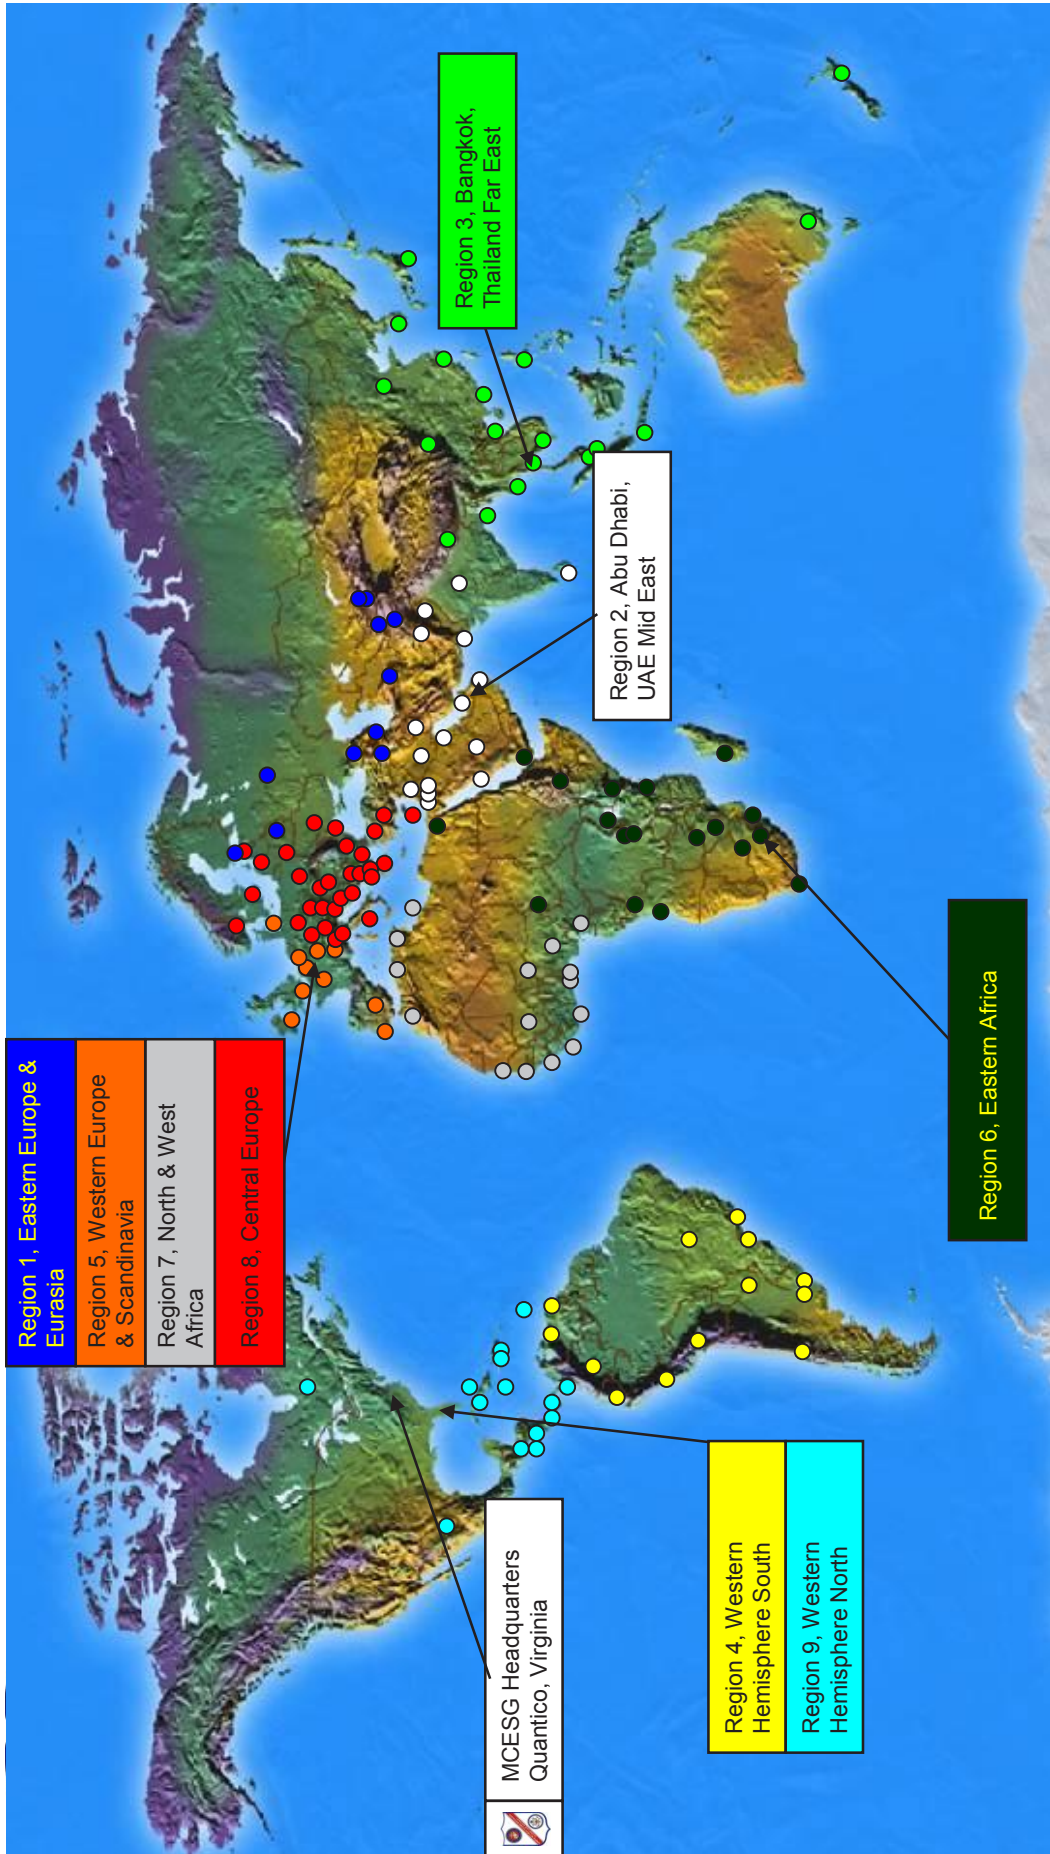 Region 1, Eastern Europe &
Eurasia
Region 5, Western Europe
& Scandinavia
Region 7, North & West
Africa
Region 8, Central Europe
MCESG Headquarters
Quantico, Virginia
Region 4, Western
Hemisphere South
Region 9, Western
Hemisphere North
Region 6, Eastern Africa
Region 2, Abu Dhabi,
UAE Mid East
Region 3, Bangkok,
Thailand Far East